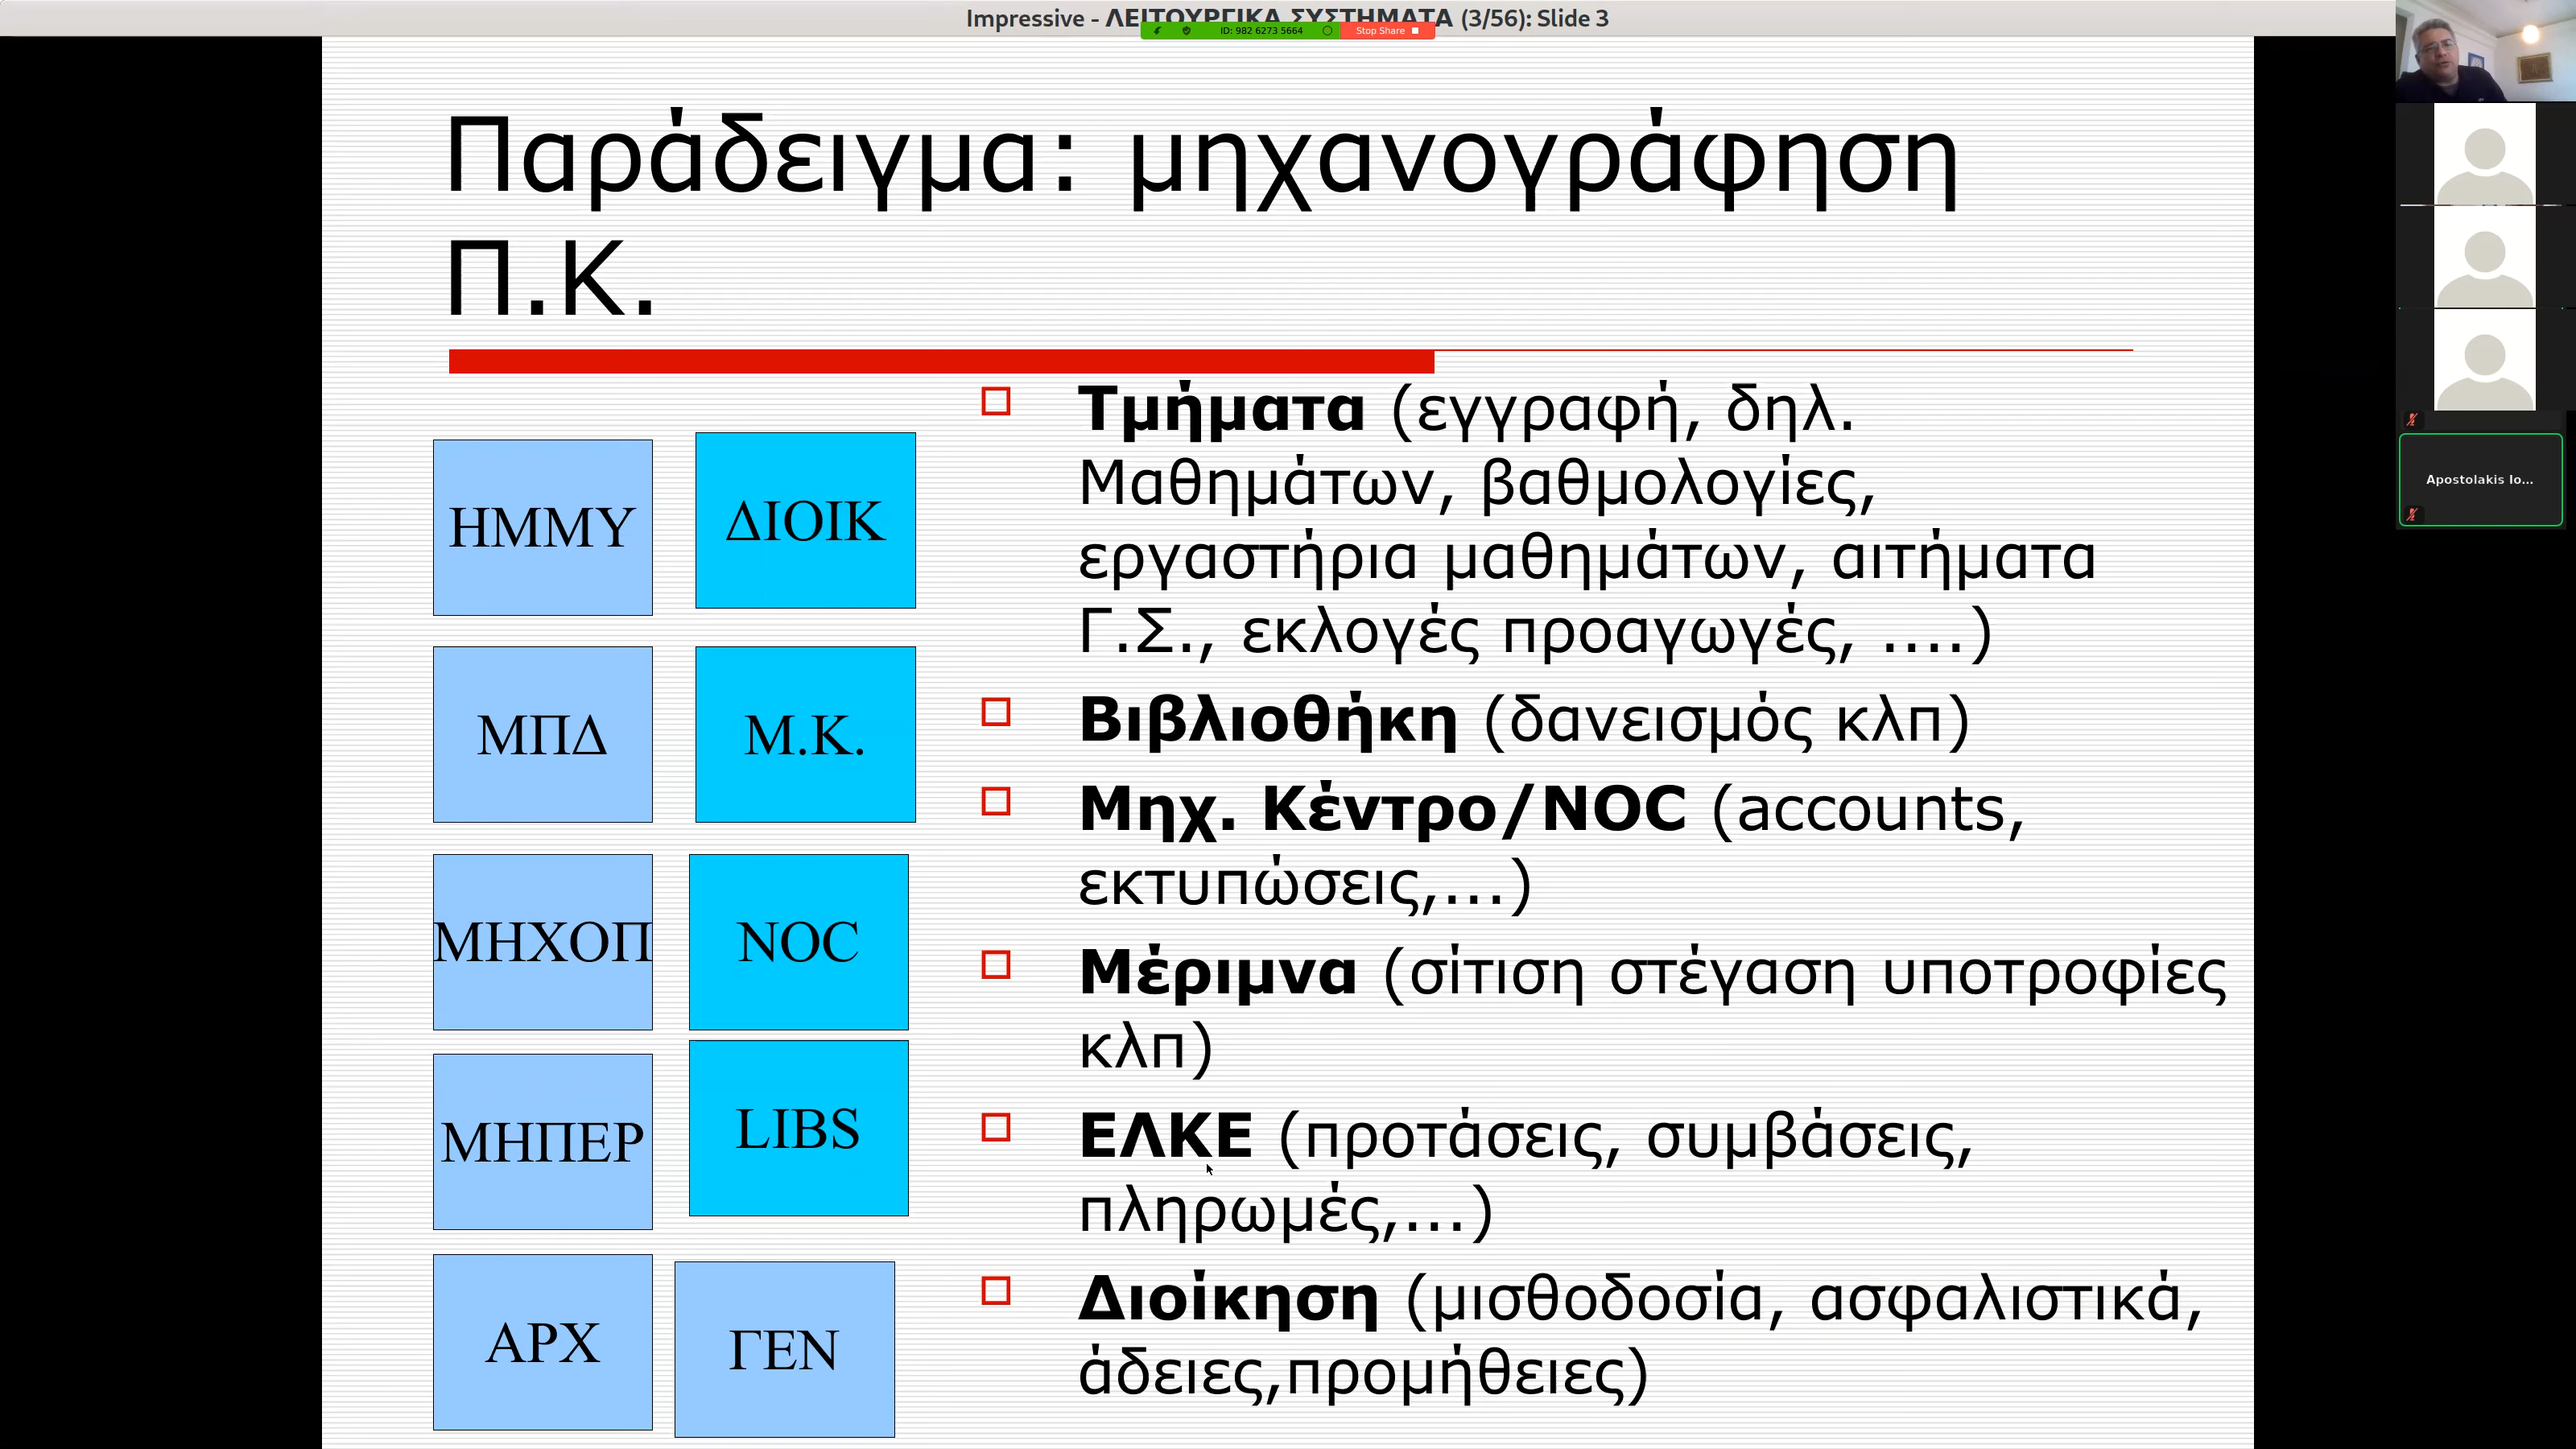 Impressive - ΛΕΙΤΟΥΡΓΙΚΑ ΣΥΣΤΗΜΑΤΑ (3/56): Slide 3
ID: 982 6273 5664
Stop Share
Παράδειγμα: μηχανογράφηση
Π.Κ.
ΗΜΜΥ
ΔΙΟΙΚ
ΜΠΔ
Μ.Κ.
ΜΗΧΟΠ
NOC
ΜΗΠΕΡ
LIBS
ΑΡΧ
ΓΕΝ
Τμήματα (εγγραφή, δηλ.
Μαθημάτων, βαθμολογίες,
εργαστήρια μαθημάτων, αιτήματα
Γ.Σ., εκλογές προαγωγές, ....)
Βιβλιοθήκη (δανεισμός κλπ)
Μηχ. Κέντρο/NOC (accounts,
εκτυπώσεις,...)
Μέριμνα (σίτιση στέγαση υποτροφίες
κλπ)
ΕΛΚΕ (προτάσεις, συμβάσεις,
πληρωμές,...)
Διοίκηση (μισθοδοσία, ασφαλιστικά,
άδειες,προμήθειες)
Apostolakis Io...